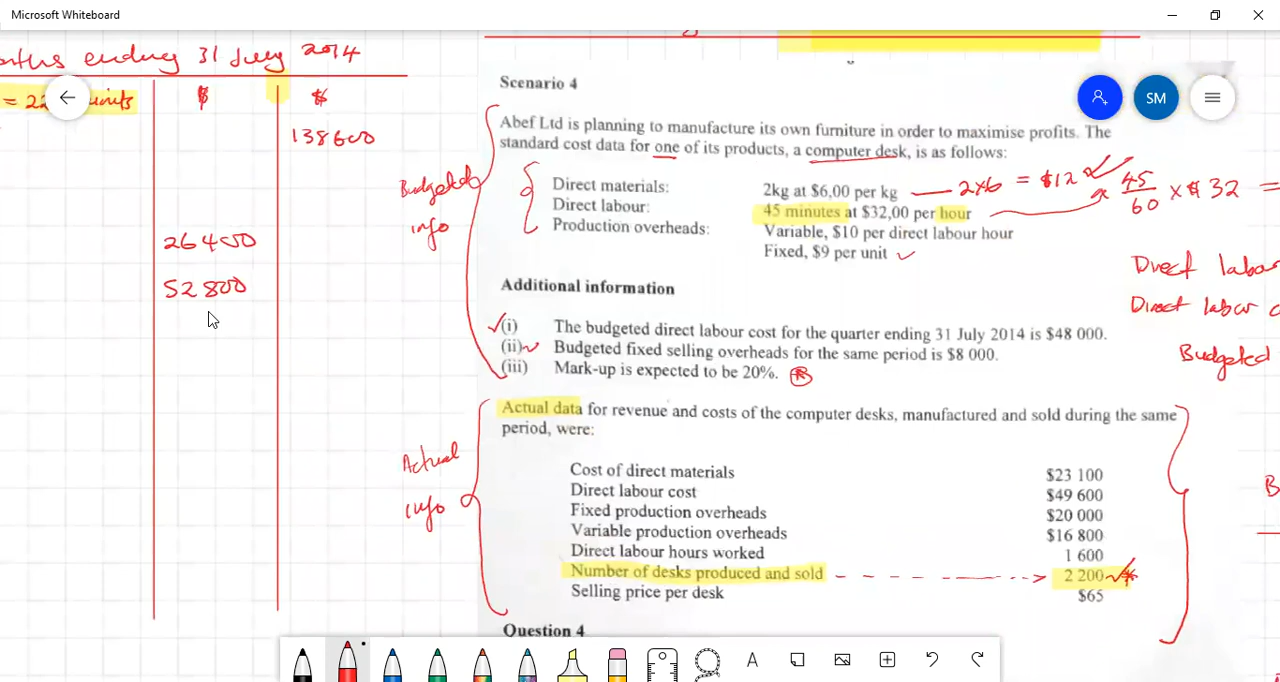 Microsoft Whiteboard
ending 31 July 2014
= 22 units
$ $
138600
26400
52800
Budgeted
info
Actual
info
Scenario 4
Abef Ltd is planning to manufacture its own furniture in order to maximise profits. The
standard cost data for one of its products, a computer desk, is as follows:
Direct materials: 2kg at $6,00 per kg 2x6 = $12
Direct labour: 45 minutes at $32,00 per hour 45/60 x $32 =
Production overheads: Variable, $10 per direct labour hour
Fixed, $9 per unit
Direct labor
Direct labor
Budgeted
Additional information
(i) The budgeted direct labour cost for the quarter ending 31 July 2014 is $48 000.
(ii) Budgeted fixed selling overheads for the same period is $8 000.
(iii) Mark-up is expected to be 20%.
Actual data for revenue and costs of the computer desks, manufactured and sold during the same
period, were:
Cost of direct materials $23 100
Direct labour cost $49 600
Fixed production overheads $20 000
Variable production overheads $16 800
Direct labour hours worked 1 600
Number of desks produced and sold 2 200
Selling price per desk $65
Question 4
SM
A